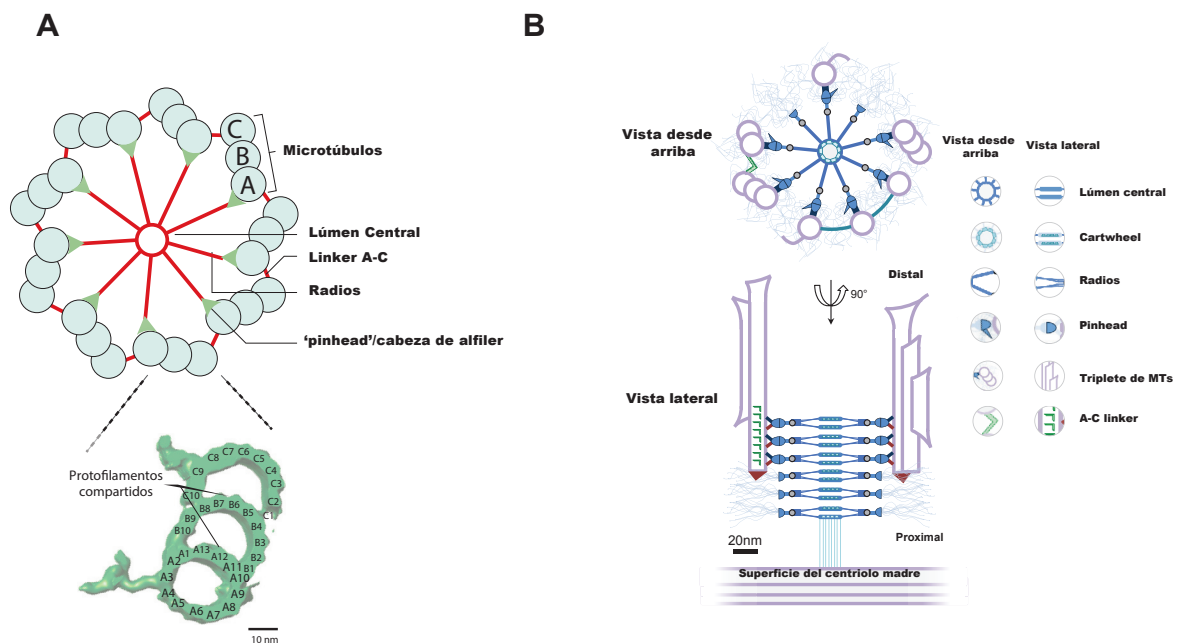 A
C
B
A
Microtúbulos
Lúmen Central
Linker A-C
Radios
‘pinhead’/cabeza de alfiler
Protofilamentos
compartidos
C8 C7 C6 C5
C9 C4
C3
C10 C2
C1
B9 B8 B7 B6 B5
B10 B4
B3
B2
B1
A1 A13 A12
A2 A11
A3 A10
A4 A9
A5 A6 A7 A8
10 nm
B
Vista desde
arriba
Distal
90°
Vista lateral
20nm
Proximal
Superficie del centriolo madre
Vista desde
arriba
Vista lateral
Lúmen central
Cartwheel
Radios
Pinhead
Triplete de MTs
A-C linker